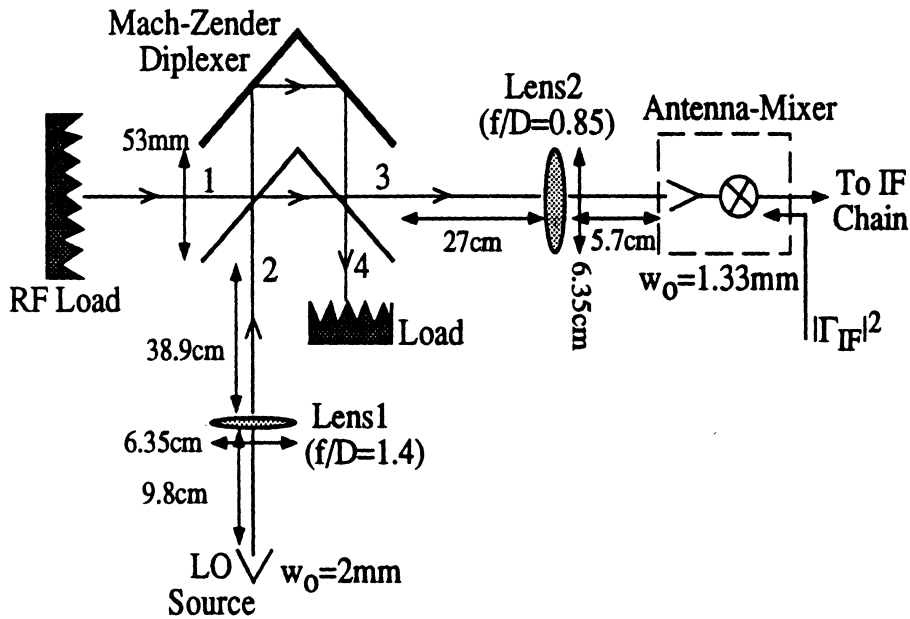 Mach-Zender
Diplexer
Lens2
(f/D=0.85)
Antenna-Mixer
53mm
1
3
To IF
Chain
27cm
5.7cm
2
4
6.35cm
w₀=1.33mm
RF Load
Load
|Γ_IF|²
38.9cm
Lens1
(f/D=1.4)
6.35cm
9.8cm
LO
Source
w₀=2mm